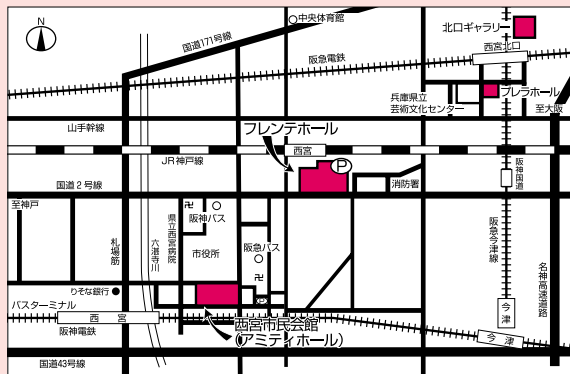 N
中央体育館
国道171号線
阪急電鉄
北口ギャラリー
西宮北口
プレラホール
兵庫県立
芸術文化センター
至大阪
山手幹線
フレンテホール
西宮
JR神戸線
P
阪神国道
国道2号線
消防署
至神戸
卍
阪神バス
札場筋
六湛寺川
県立西宮病院
市役所
阪急バス
卍
阪急今津線
名神高速道路
りそな銀行
バスターミナル
西宮
阪神電鉄
西宮市民会館
(アミティホール)
今津
今津
国道43号線